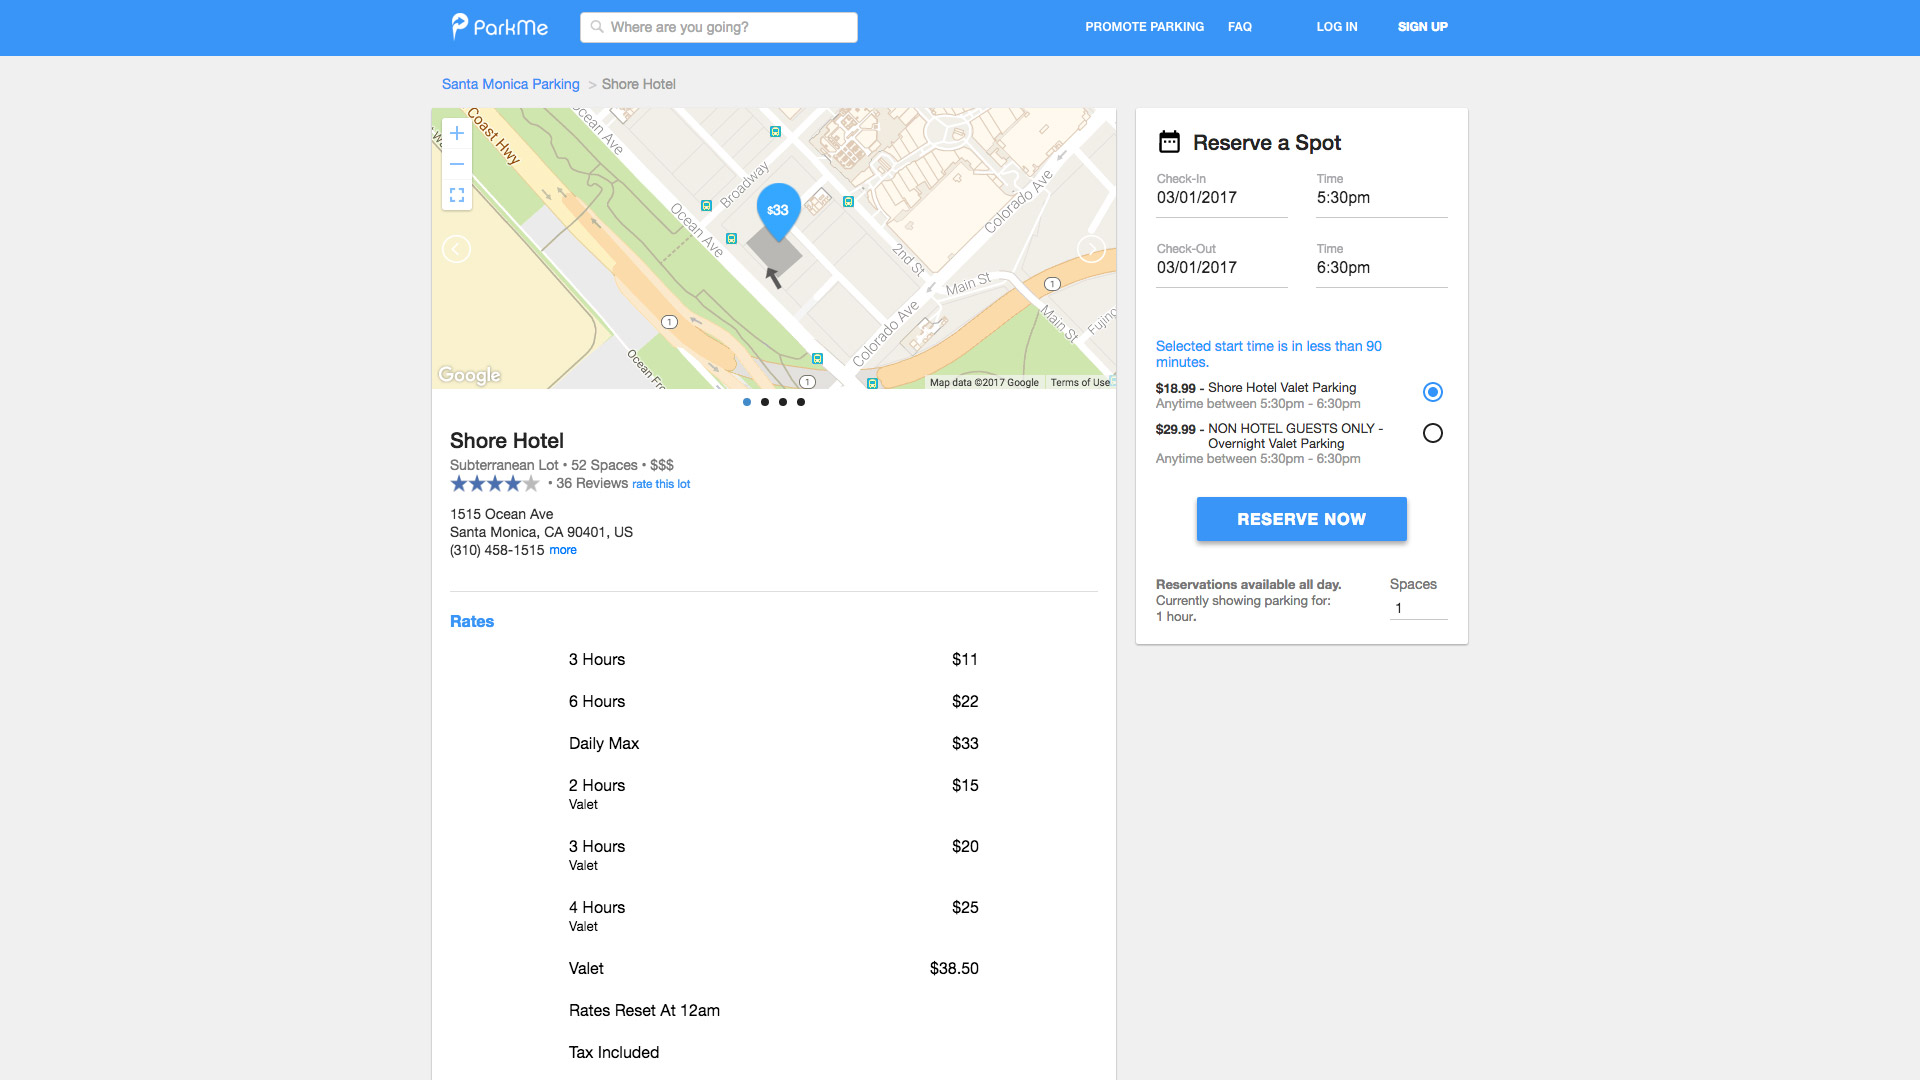 ParkMe
Where are you going?
PROMOTE PARKING
FAQ
LOG IN
SIGN UP
Santa Monica Parking > Shore Hotel
Coast Hwy
Ocean Ave
Broadway
$33
Ocean Ave
Colorado Ave
2nd St
Main St
1
Main St
1
Colorado Ave
1
Google
Map data ©2017 Google
Terms of Use
Shore Hotel
Subterranean Lot • 52 Spaces • $$$
• 36 Reviews rate this lot
1515 Ocean Ave
Santa Monica, CA 90401, US
(310) 458-1515 more
Rates
3 Hours $11
6 Hours $22
Daily Max $33
2 Hours $15
Valet
3 Hours $20
Valet
4 Hours $25
Valet
Valet $38.50
Rates Reset At 12am
Tax Included
Reserve a Spot
Check-In Time
03/01/2017 5:30pm
Check-Out Time
03/01/2017 6:30pm
Selected start time is in less than 90
minutes.
$18.99 - Shore Hotel Valet Parking
Anytime between 5:30pm - 6:30pm
$29.99 - NON HOTEL GUESTS ONLY -
Overnight Valet Parking
Anytime between 5:30pm - 6:30pm
RESERVE NOW
Reservations available all day.
Currently showing parking for:
1 hour.
Spaces
1